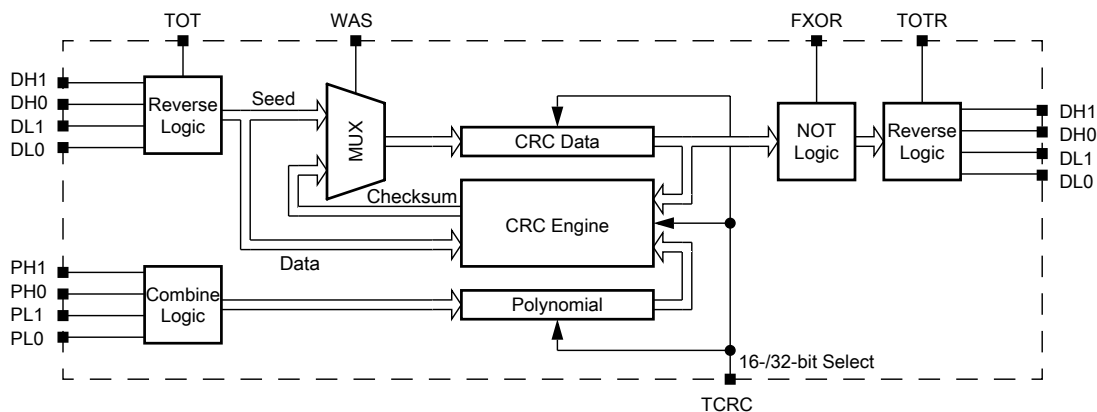 TOT
WAS
FXOR
TOTR
DH1
DH0
DL1
DL0
Reverse
Logic
Seed
MUX
CRC Data
NOT
Logic
Reverse
Logic
DH1
DH0
DL1
DL0
Checksum
CRC Engine
Data
PH1
PH0
PL1
PL0
Combine
Logic
Polynomial
16-/32-bit Select
TCRC